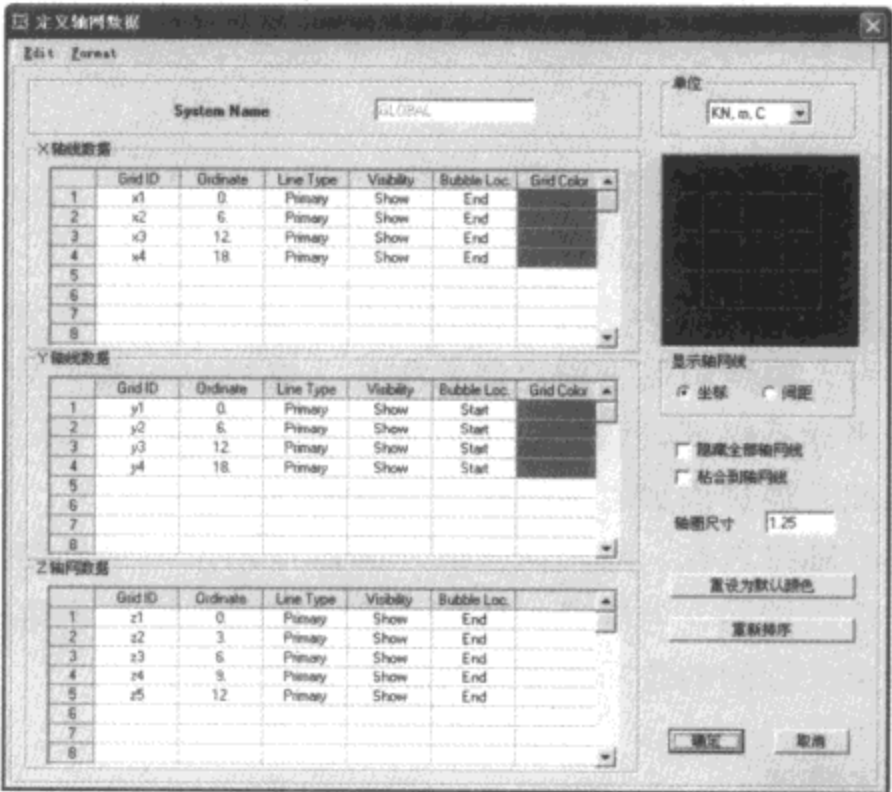 定义轴网数据
Edit Format
System Name GLOBAL
单位
KN, m, C
X 轴线数据
Grid ID Ordinate Line Type Visibility Bubble Loc. Grid Color
1 x1 0. Primary Show End
2 x2 6. Primary Show End
3 x3 12. Primary Show End
4 x4 18. Primary Show End
5
6
7
8
Y 轴线数据
Grid ID Ordinate Line Type Visibility Bubble Loc. Grid Color
1 y1 0. Primary Show Start
2 y2 6. Primary Show Start
3 y3 12. Primary Show Start
4 y4 18. Primary Show Start
5
6
7
8
Z 轴网数据
Grid ID Ordinate Line Type Visibility Bubble Loc.
1 z1 0. Primary Show End
2 z2 3. Primary Show End
3 z3 6. Primary Show End
4 z4 9. Primary Show End
5 z5 12. Primary Show End
6
7
8
显示轴网线
坐标 间距
隐藏全部轴网线
粘合到轴网线
轴圈尺寸 1.25
重设为默认颜色
重新排序
确定 取消